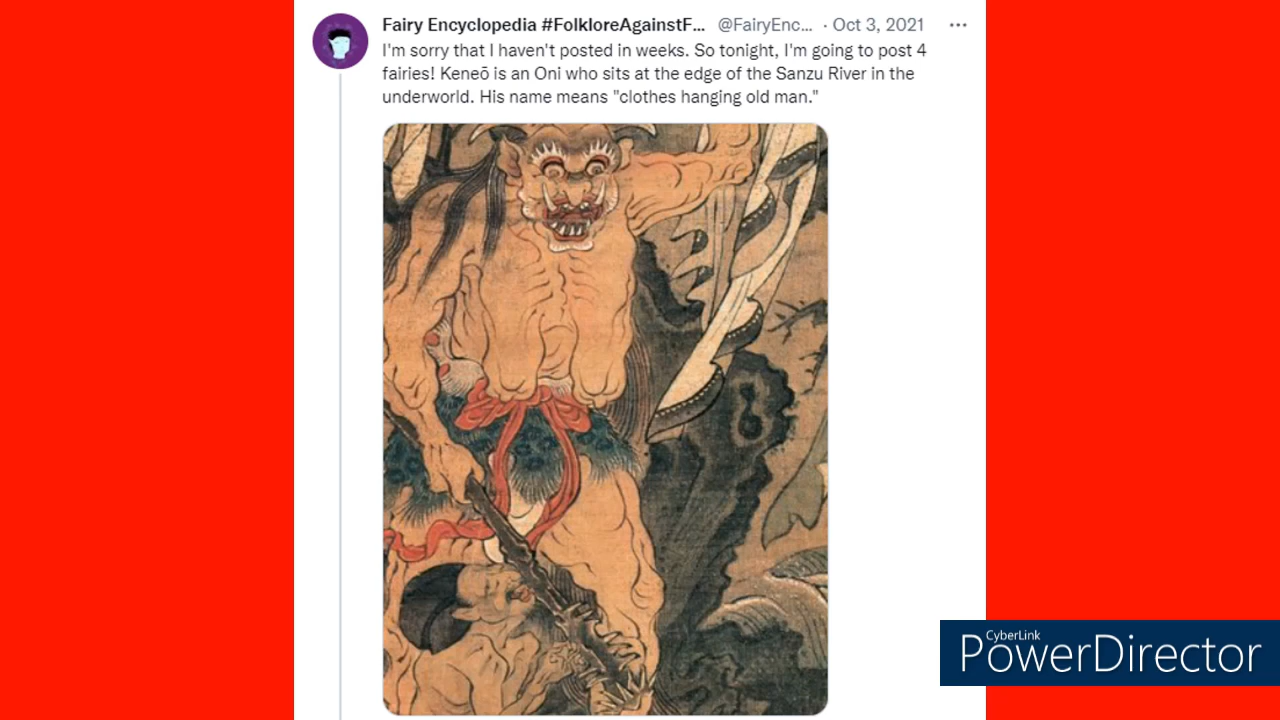 Fairy Encyclopedia #FolkloreAgainstF... @FairyEnc... · Oct 3, 2021 ···
I'm sorry that I haven't posted in weeks. So tonight, I'm going to post 4
fairies! Keneō is an Oni who sits at the edge of the Sanzu River in the
underworld. His name means "clothes hanging old man."
CyberLink
PowerDirector